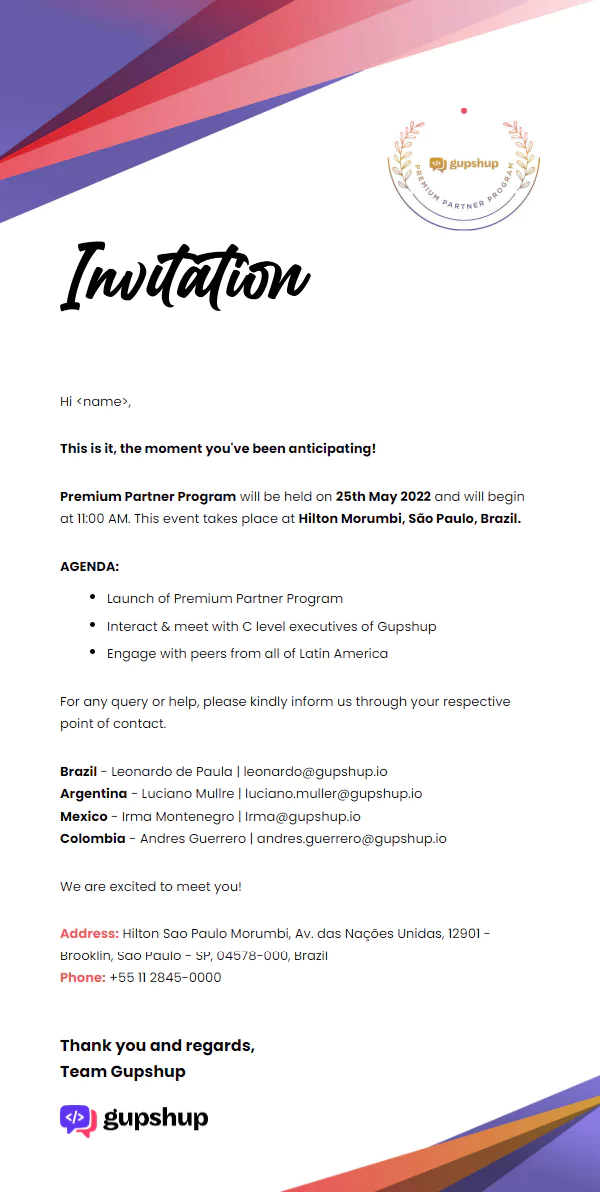 gupshup
PREMIUM PARTNER PROGRAM
Invitation
Hi <name>,
This is it, the moment you've been anticipating!
Premium Partner Program will be held on 25th May 2022 and will begin
at 11:00 AM. This event takes place at Hilton Morumbi, São Paulo, Brazil.
AGENDA:
• Launch of Premium Partner Program
• Interact & meet with C level executives of Gupshup
• Engage with peers from all of Latin America
For any query or help, please kindly inform us through your respective
point of contact.
Brazil - Leonardo de Paula | leonardo@gupshup.io
Argentina - Luciano Mullre | luciano.muller@gupshup.io
Mexico - Irma Montenegro | Irma@gupshup.io
Colombia - Andres Guerrero | andres.guerrero@gupshup.io
We are excited to meet you!
Address: Hilton Sao Paulo Morumbi, Av. das Nações Unidas, 12901 -
Brooklin, São Paulo - SP, 04578-000, Brazil
Phone: +55 11 2845-0000
Thank you and regards,
Team Gupshup
</> gupshup